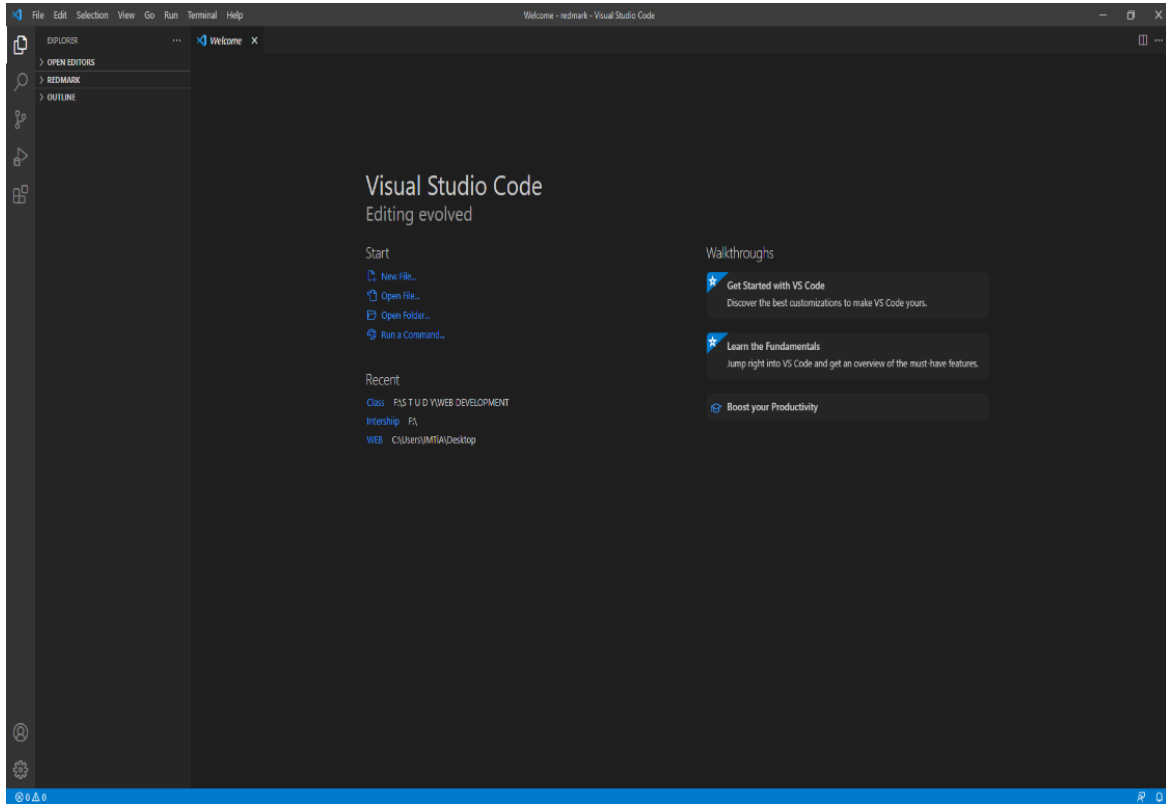 File Edit Selection View Go Run Terminal Help
Welcome - redmark - Visual Studio Code
EXPLORER
Welcome
OPEN EDITORS
REDMARK
OUTLINE
Visual Studio Code
Editing evolved
Start
New File...
Open File...
Open Folder...
Run a Command...
Recent
Class F:\S T U D Y\WEB DEVELOPMENT
Intershiip F:\
WEB C:\Users\IMTiA\Desktop
Walkthroughs
Get Started with VS Code
Discover the best customizations to make VS Code yours.
Learn the Fundamentals
Jump right into VS Code and get an overview of the must-have features.
Boost your Productivity
0 0